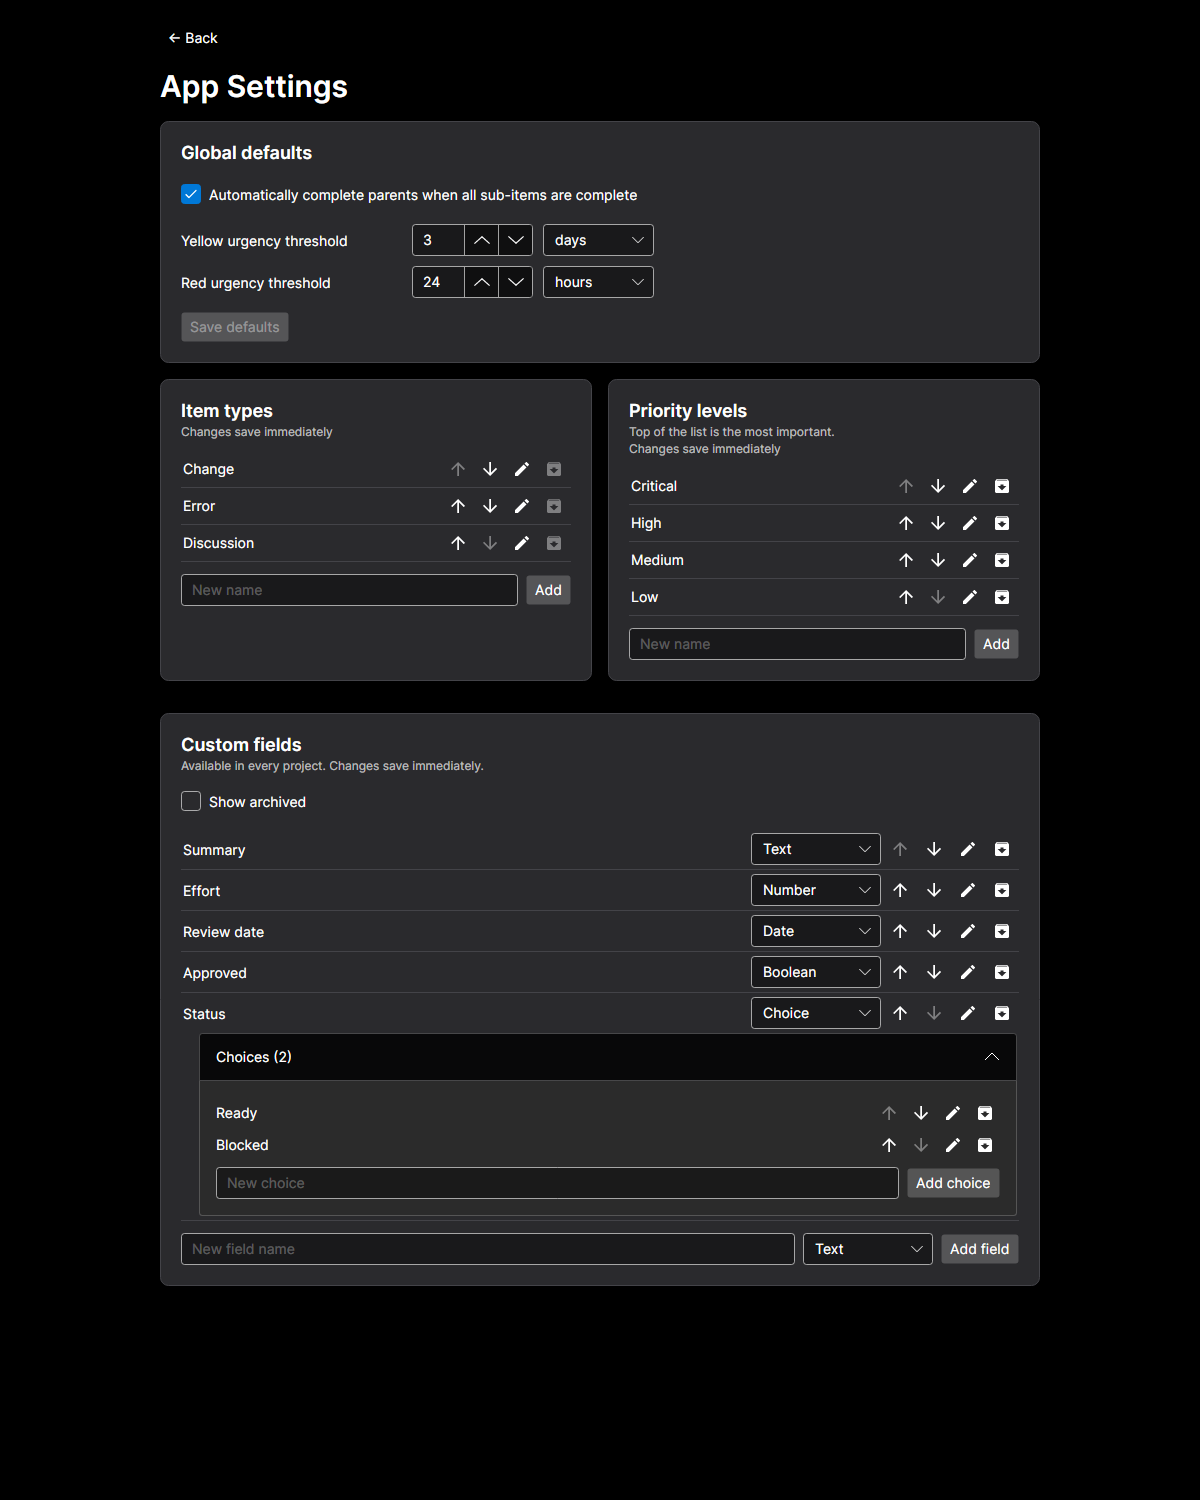 Back
App Settings
Global defaults
Automatically complete parents when all sub-items are complete
Yellow urgency threshold 3 days
Red urgency threshold 24 hours
Save defaults
Item types
Changes save immediately
Change
Error
Discussion
New name Add
Priority levels
Top of the list is the most important.
Changes save immediately
Critical
High
Medium
Low
New name Add
Custom fields
Available in every project. Changes save immediately.
Show archived
Summary Text
Effort Number
Review date Date
Approved Boolean
Status Choice
Choices (2)
Ready
Blocked
New choice Add choice
New field name Text Add field